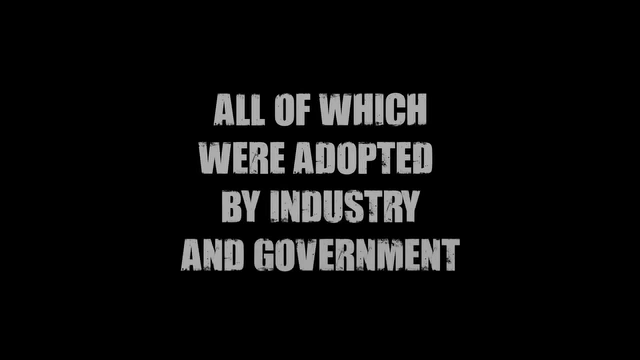 ALL OF WHICH
WERE ADOPTED
BY INDUSTRY
AND GOVERNMENT